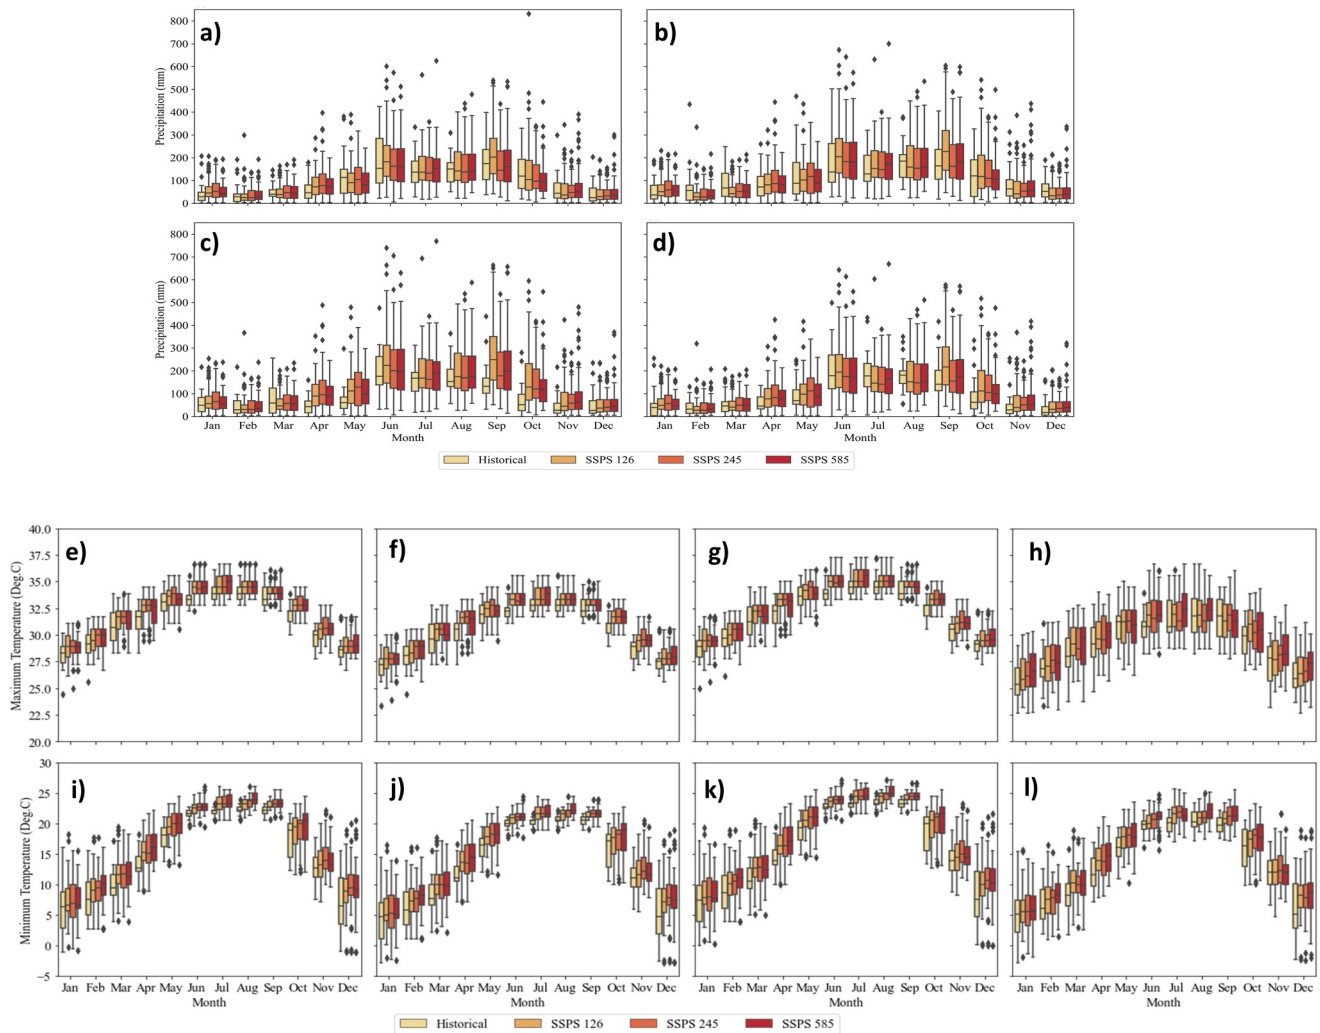 a)
b)
Precipitation (mm)
800
700
600
500
400
300
200
100
0
c)
d)
Precipitation (mm)
800
700
600
500
400
300
200
100
0
Jan Feb Mar Apr May Jun Jul Aug Sep Oct Nov Dec
Jan Feb Mar Apr May Jun Jul Aug Sep Oct Nov Dec
Month
Month
Historical SSPS 126 SSPS 245 SSPS 585
e)
f)
g)
h)
Maximum Temperature (Deg.C)
40.0
37.5
35.0
32.5
30.0
27.5
25.0
22.5
20.0
i)
j)
k)
l)
Minimum Temperature (Deg.C)
30
25
20
15
10
5
0
−5
Jan Feb Mar Apr May Jun Jul Aug Sep Oct Nov Dec
Jan Feb Mar Apr May Jun Jul Aug Sep Oct Nov Dec
Jan Feb Mar Apr May Jun Jul Aug Sep Oct Nov Dec
Jan Feb Mar Apr May Jun Jul Aug Sep Oct Nov Dec
Month
Month
Month
Month
Historical SSPS 126 SSPS 245 SSPS 585